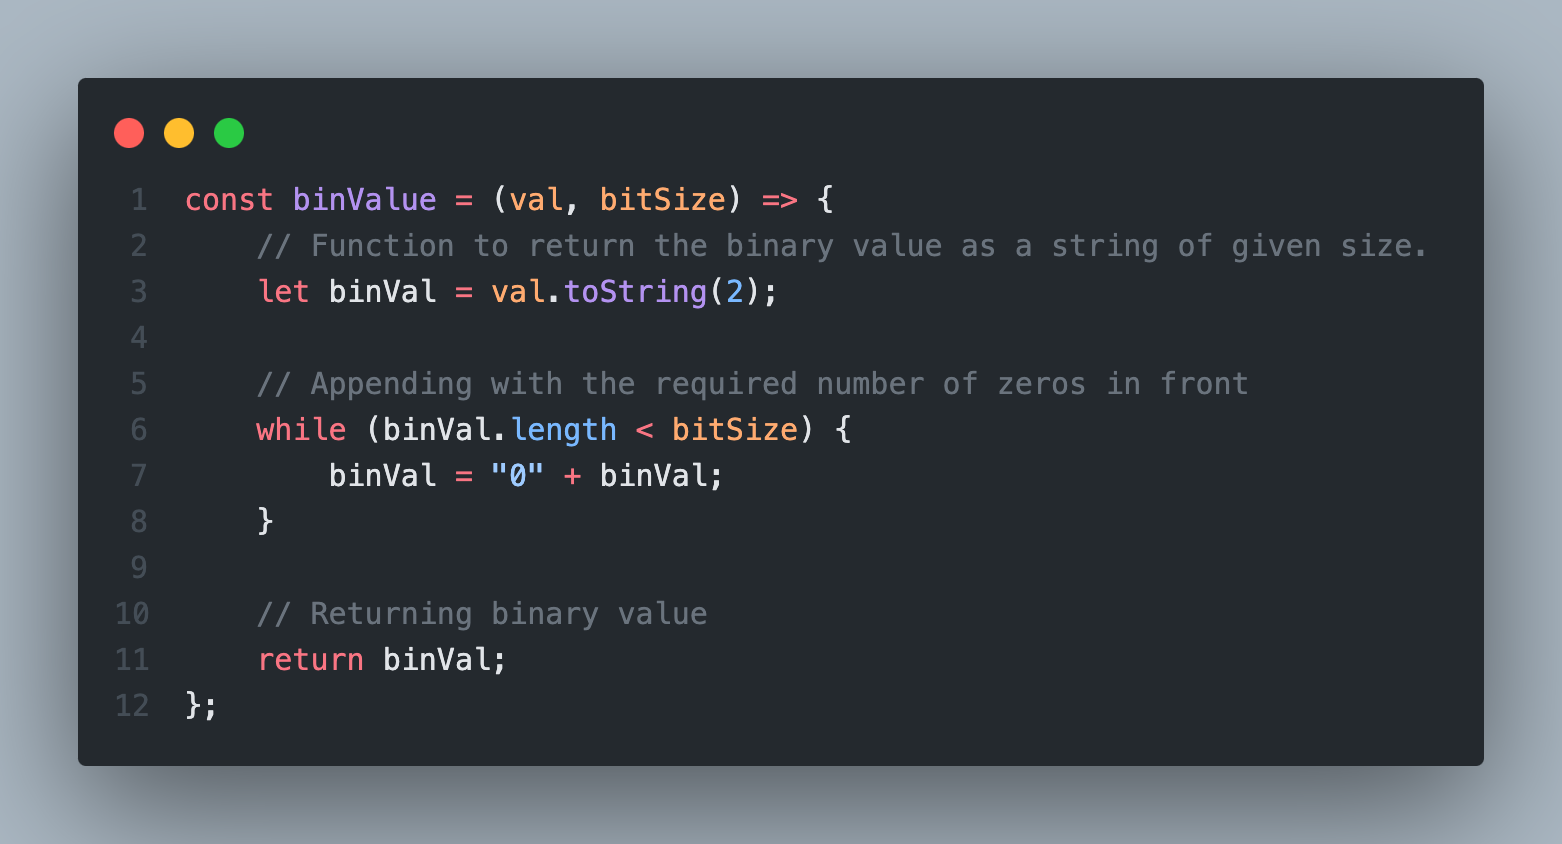 1 const binValue = (val, bitSize) => {
2     // Function to return the binary value as a string of given size.
3     let binVal = val.toString(2);
4
5     // Appending with the required number of zeros in front
6     while (binVal.length < bitSize) {
7         binVal = "0" + binVal;
8     }
9
10     // Returning binary value
11     return binVal;
12 };